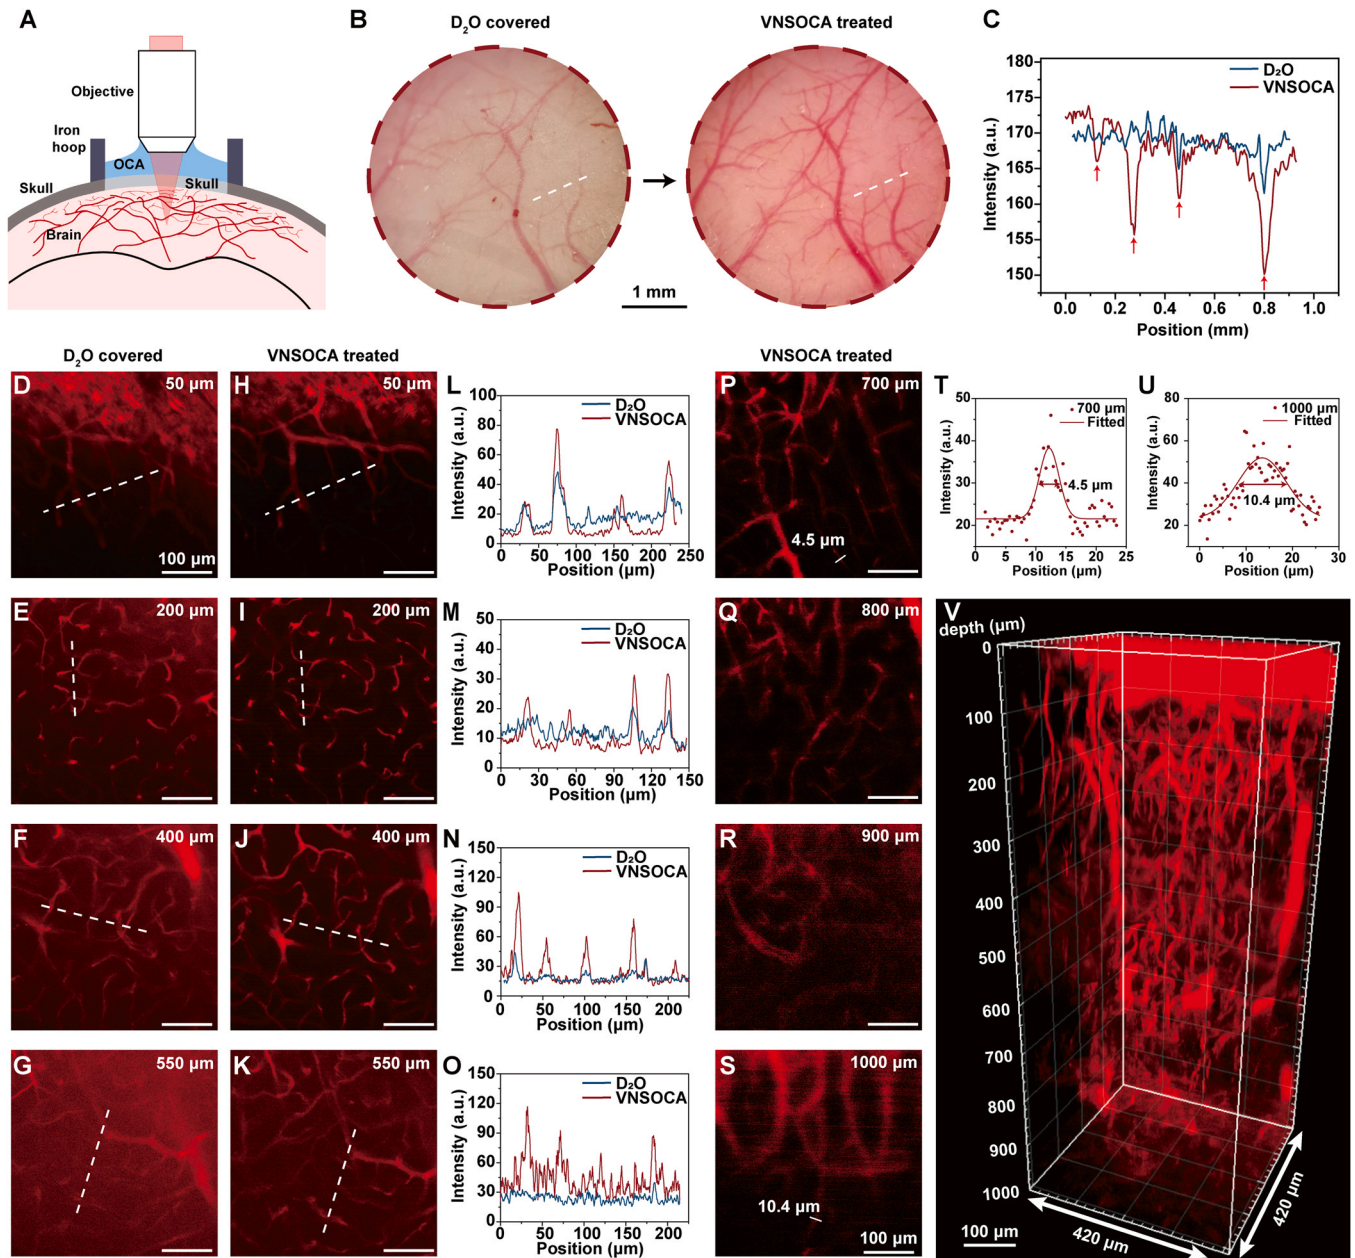 A
Objective
Iron
hoop
OCA
Skull
Skull
Brain
B
D₂O covered
VNSOCA treated
1 mm
C
D₂O
VNSOCA
Intensity (a.u.)
180
175
170
165
160
155
150
0.0 0.2 0.4 0.6 0.8 1.0
Position (mm)
D₂O covered
VNSOCA treated
VNSOCA treated
D
50 µm
100 µm
H
50 µm
L
D₂O
VNSOCA
Intensity (a.u.)
100
80
60
40
20
0
0 50 100 150 200 250
Position (µm)
P
700 µm
4.5 µm
T
700 µm
Fitted
4.5 µm
Intensity (a.u.)
50
40
30
20
0 5 10 15 20 25
Position (µm)
U
1000 µm
Fitted
10.4 µm
Intensity (a.u.)
80
60
40
20
0 10 20 30
Position (µm)
E
200 µm
I
200 µm
M
D₂O
VNSOCA
Intensity (a.u.)
50
40
30
20
10
0
0 30 60 90 120 150
Position (µm)
Q
800 µm
F
400 µm
J
400 µm
N
D₂O
VNSOCA
Intensity (a.u.)
150
120
90
60
30
0
0 50 100 150 200
Position (µm)
R
900 µm
G
550 µm
K
550 µm
O
D₂O
VNSOCA
Intensity (a.u.)
150
120
90
60
30
0
0 50 100 150 200
Position (µm)
S
1000 µm
10.4 µm
100 µm
V
depth (µm)
0
100
200
300
400
500
600
700
800
900
1000
100 µm
420 µm
420 µm